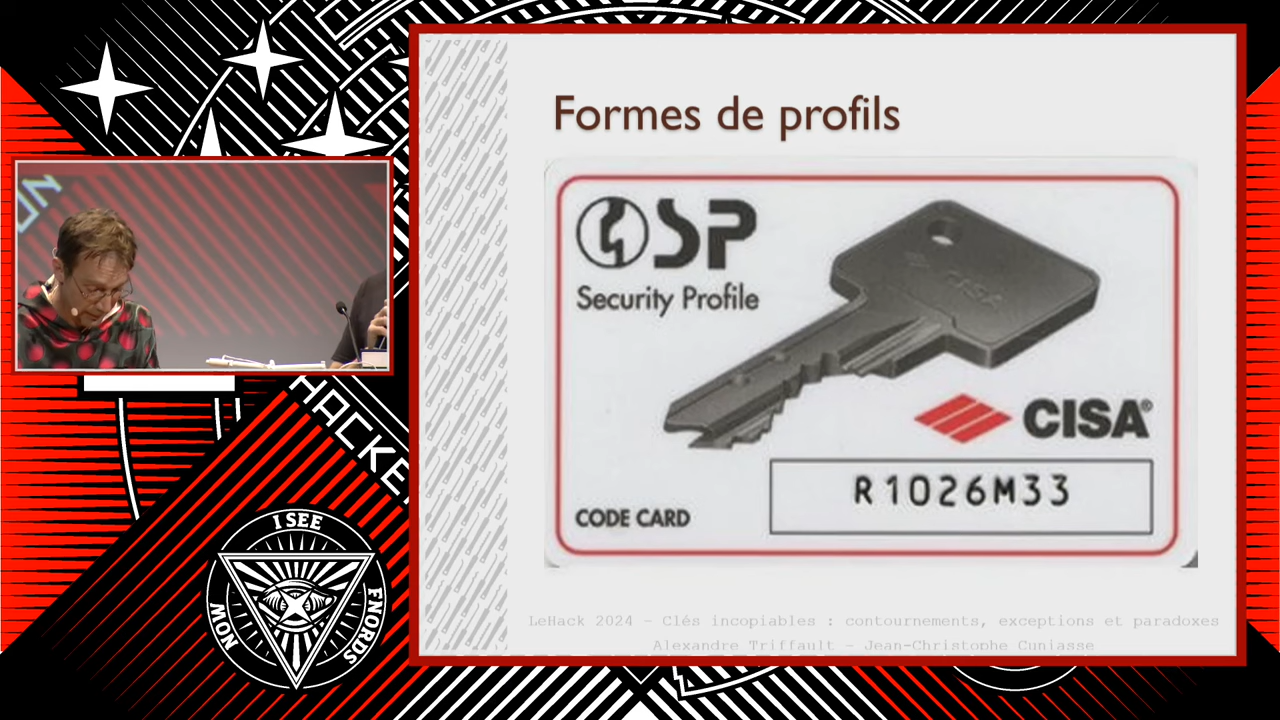 Formes de profils
SP
Security Profile
CISA
CISA®
R1026M33
CODE CARD
LeHack 2024 – Clés incopiables : contournements, exceptions et paradoxes
Alexandre Triffault – Jean-Christophe Cuniasse
HACKE
I SEE
FNORDS
NOW